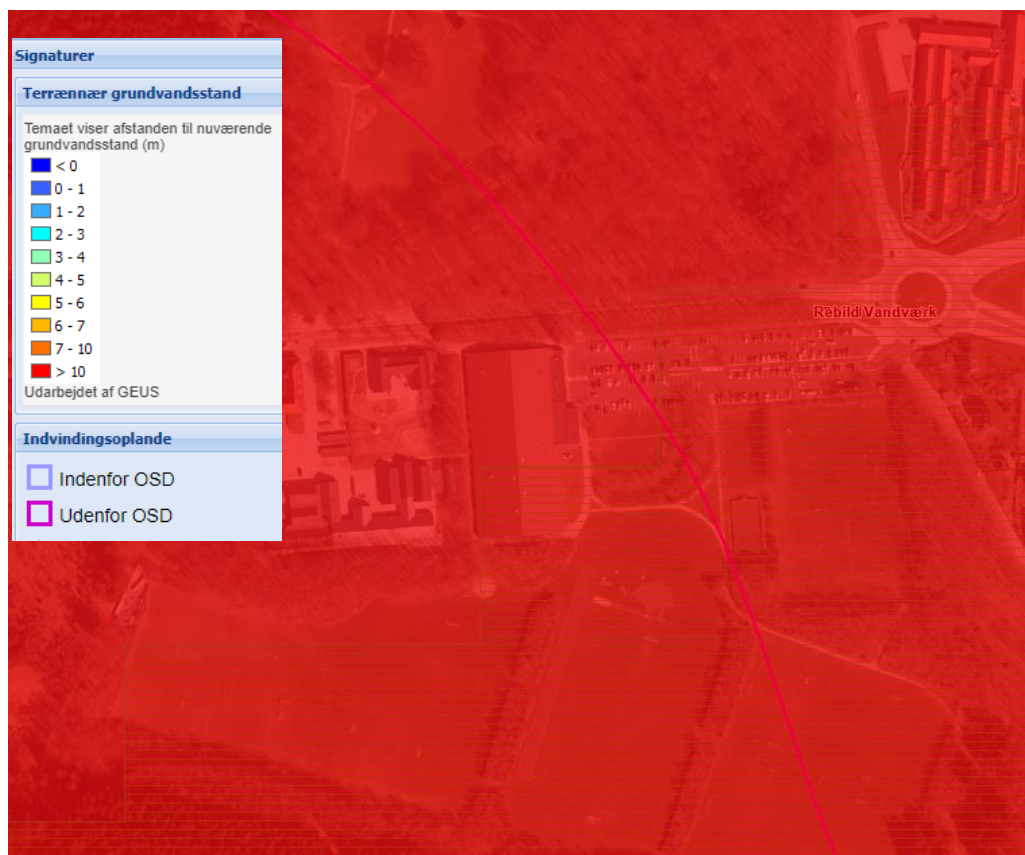 Signaturer
Terrænnær grundvandsstand
Temaet viser afstanden til nuværende
grundvandsstand (m)
< 0
0 - 1
1 - 2
2 - 3
3 - 4
4 - 5
5 - 6
6 - 7
7 - 10
> 10
Udarbejdet af GEUS
Indvindingsoplande
Indenfor OSD
Udenfor OSD
Rebild Vandværk